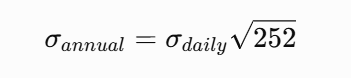 σ_annual = σ_daily √252